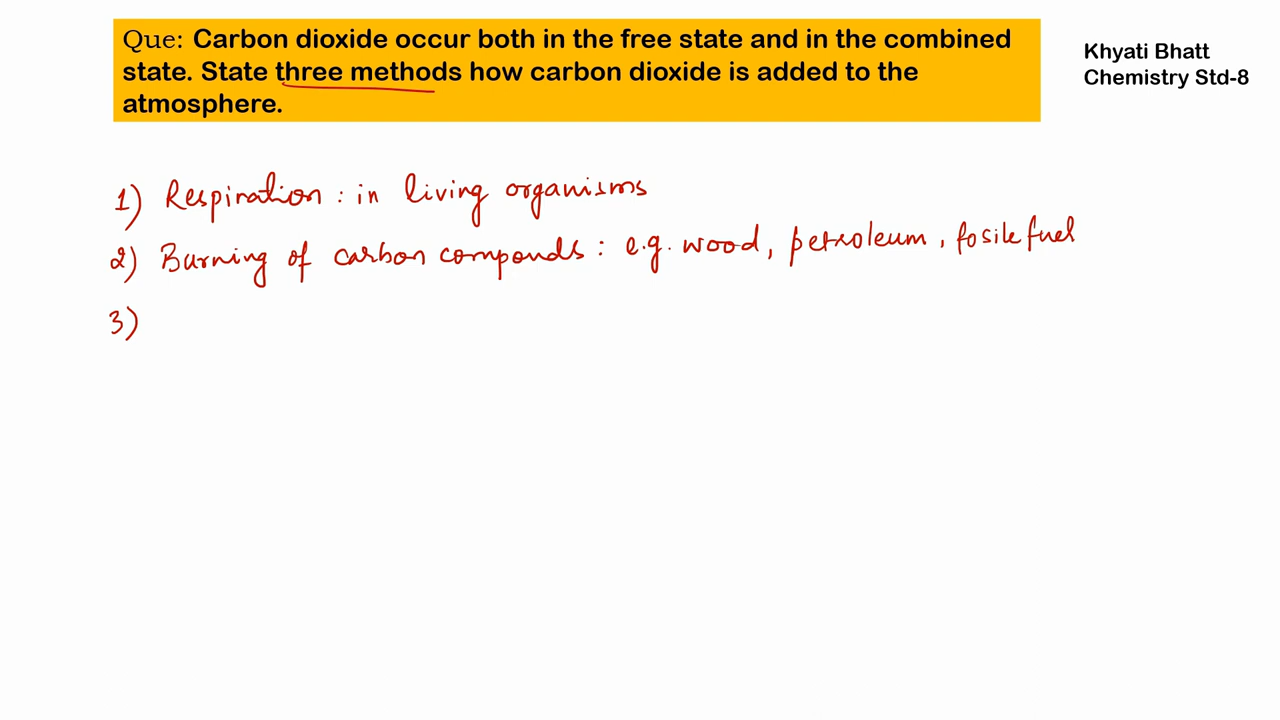 Que: Carbon dioxide occur both in the free state and in the combined
state. State three methods how carbon dioxide is added to the
atmosphere.
Khyati Bhatt
Chemistry Std-8
1) Respiration : in living organisms
2) Burning of carbon componds : e.g. wood, petroleum, fosile fuel
3)